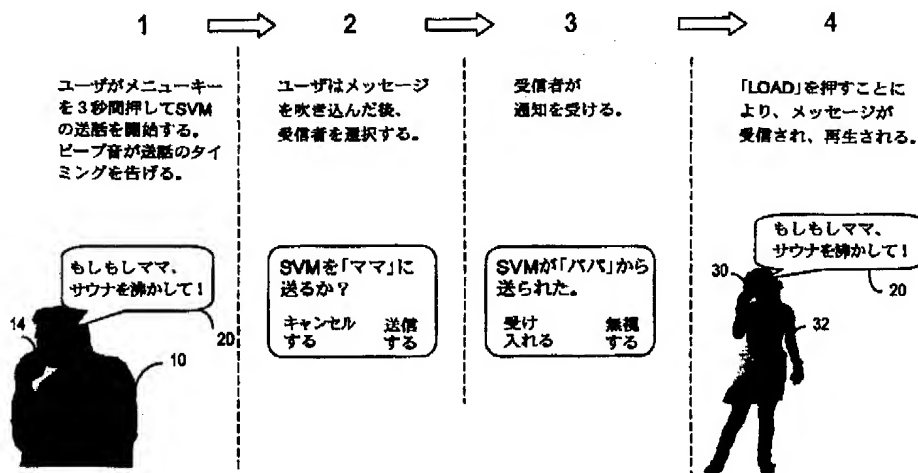 1
2
3
4
ユーザがメニューキー
を3秒間押してSVM
の送話を開始する。
ビープ音が送話のタイ
ミングを告げる。
ユーザはメッセージ
を吹き込んだ後、
受信者を選択する。
受信者が
通知を受ける。
「LOAD」を押すことに
より、メッセージが
受信され、再生される。
もしもしママ、
サウナを沸かして!
14
20
10
SVMを「ママ」に
送るか?
キャンセル
する
送信
する
SVMが「パパ」から
送られた。
受け
入れる
無視
する
もしもしママ、
サウナを沸かして!
30
20
32